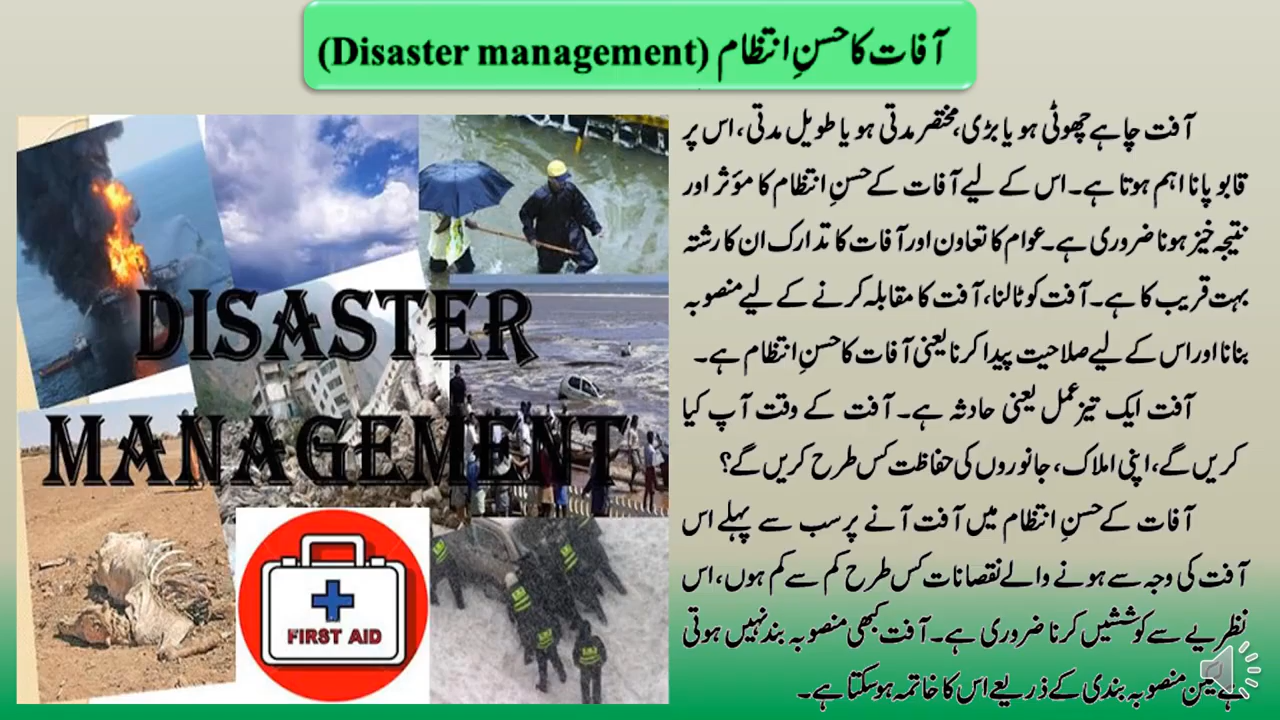 آفات کا حسنِ انتظام (Disaster management)
آفت چاہے چھوٹی ہو یا بڑی، مختصر مدتی ہو یا طویل مدتی، اس پر
قابو پانا اہم ہوتا ہے۔ اس کے لیے آفات کے حسنِ انتظام کا مؤثر اور
نتیجہ خیز ہونا ضروری ہے۔ عوام کا تعاون اور آفات کا تدارک ان کا رشتہ
بہت قریب کا ہے۔ آفت کو ٹالنا، آفت کا مقابلہ کرنے کے لیے منصوبہ
بنانا اور اس کے لیے صلاحیت پیدا کرنا یعنی آفات کا حسنِ انتظام ہے۔
آفت ایک تیز عمل یعنی حادثہ ہے۔ آفت کے وقت آپ کیا
کریں گے، اپنی املاک، جانوروں کی حفاظت کس طرح کریں گے؟
آفات کے حسنِ انتظام میں آفت آنے پر سب سے پہلے اس
آفت کی وجہ سے ہونے والے نقصانات کس طرح کم سے کم ہوں، اس
نظریے سے کوششیں کرنا ضروری ہے۔ آفت کبھی منصوبہ بند نہیں ہوتی
ہے لیکن منصوبہ بندی کے ذریعے اس کا خاتمہ ہوسکتا ہے۔
DISASTER
MANAGEMENT
FIRST AID